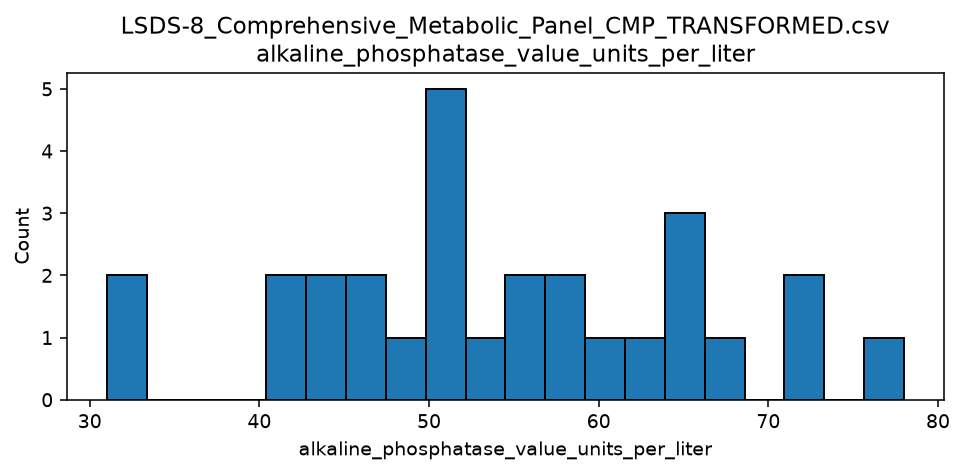 LSDS-8_Comprehensive_Metabolic_Panel_CMP_TRANSFORMED.csv
alkaline_phosphatase_value_units_per_liter
Count
5
4
3
2
1
0
30 40 50 60 70 80
alkaline_phosphatase_value_units_per_liter